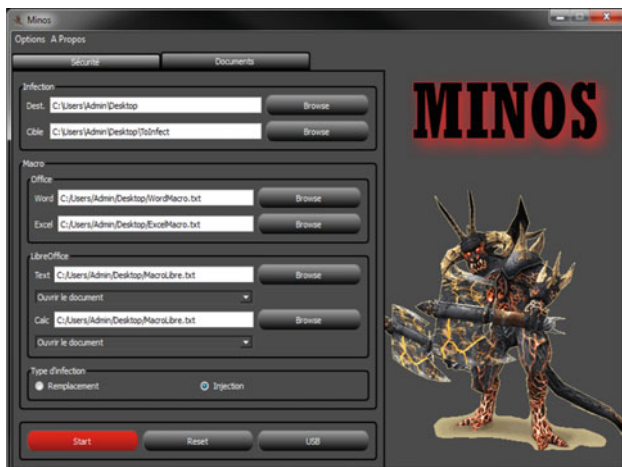 Minos
Options A Propos
Sécurité
Documents
MINOS
Infection
Dest. C:\Users\Admin\Desktop Browse
Cible C:\Users\Admin\Desktop\ToInfect Browse
Macro
Office
Word C:/Users/Admin/Desktop/WordMacro.txt Browse
Excel C:/Users/Admin/Desktop/ExcelMacro.txt Browse
LibreOffice
Text C:/Users/Admin/Desktop/MacroLibre.txt Browse
Ouvrir le document
Calc C:/Users/Admin/Desktop/MacroLibre.txt Browse
Ouvrir le document
Type d'infection
Remplacement Injection
Start Reset USB